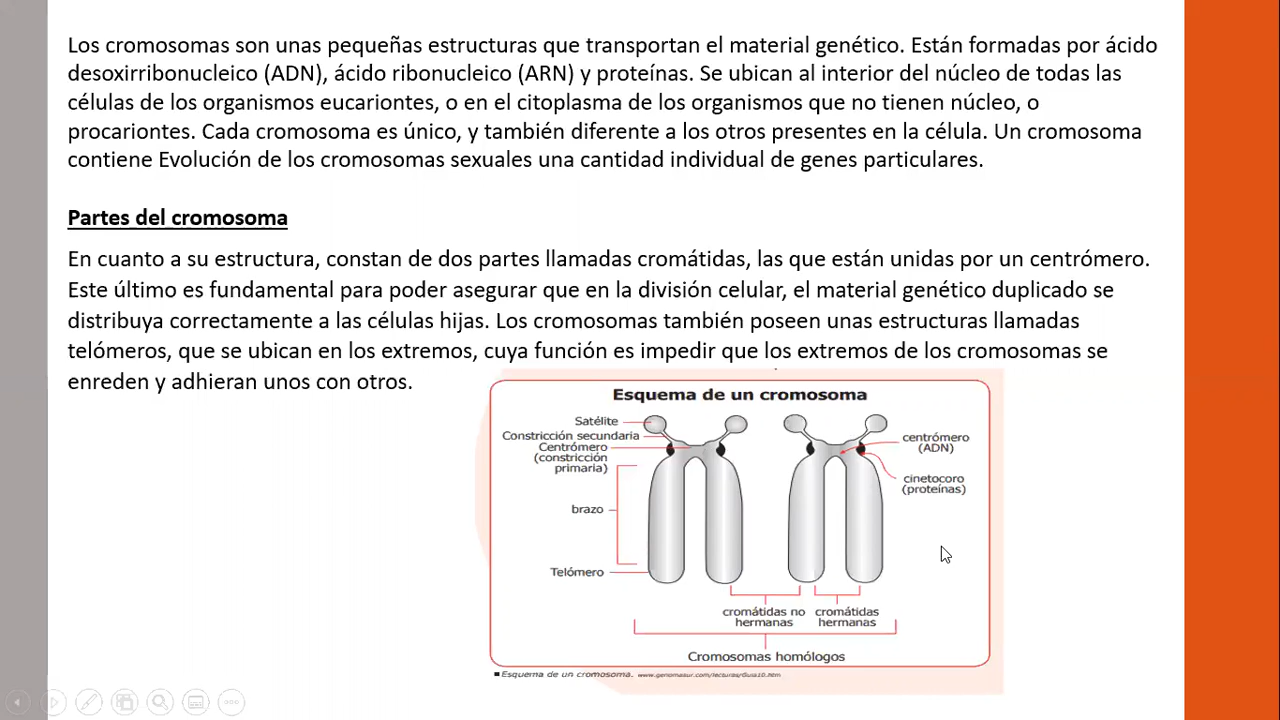 Los cromosomas son unas pequeñas estructuras que transportan el material genético. Están formadas por ácido
desoxirribonucleico (ADN), ácido ribonucleico (ARN) y proteínas. Se ubican al interior del núcleo de todas las
células de los organismos eucariontes, o en el citoplasma de los organismos que no tienen núcleo, o
procariontes. Cada cromosoma es único, y también diferente a los otros presentes en la célula. Un cromosoma
contiene Evolución de los cromosomas sexuales una cantidad individual de genes particulares.
Partes del cromosoma
En cuanto a su estructura, constan de dos partes llamadas cromátidas, las que están unidas por un centrómero.
Este último es fundamental para poder asegurar que en la división celular, el material genético duplicado se
distribuya correctamente a las células hijas. Los cromosomas también poseen unas estructuras llamadas
telómeros, que se ubican en los extremos, cuya función es impedir que los extremos de los cromosomas se
enreden y adhieran unos con otros.
Esquema de un cromosoma
Satélite
Constricción secundaria
Centrómero
(constricción
primaria)
brazo
Telómero
centrómero
(ADN)
cinetocoro
(proteínas)
cromátidas no
hermanas
cromátidas
hermanas
Cromosomas homólogos
Esquema de un cromosoma. www.genomasur.com/lecturas/Guia10.htm